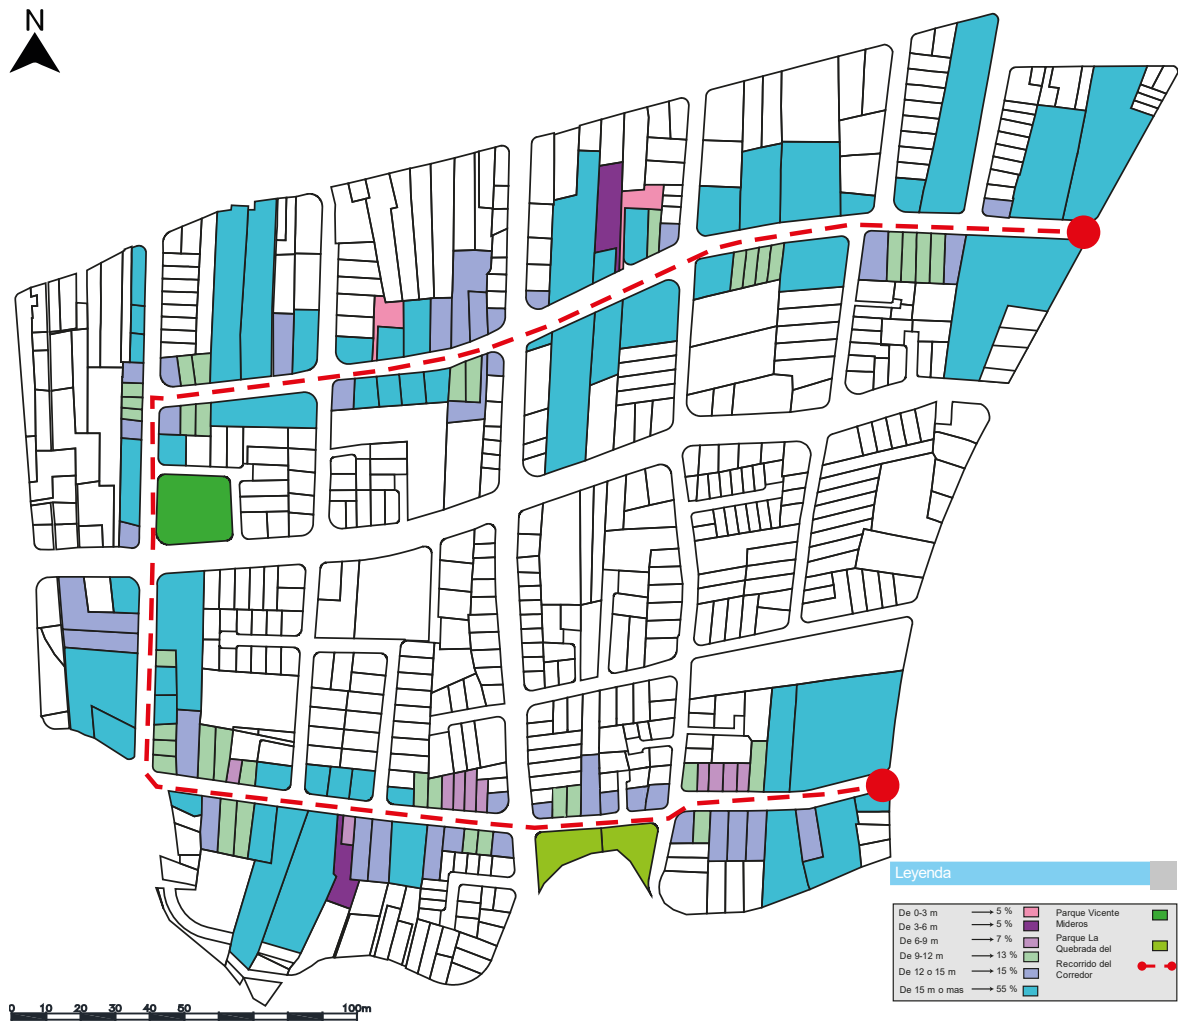 N
Leyenda
De 0-3 m 5 %
De 3-6 m 5 %
De 6-9 m 7 %
De 9-12 m 13 %
De 12 o 15 m 15 %
De 15 m o mas 55 %
Parque Vicente
Mideros
Parque La
Quebrada del
Recorrido del
Corredor
0 10 20 30 40 50 100m